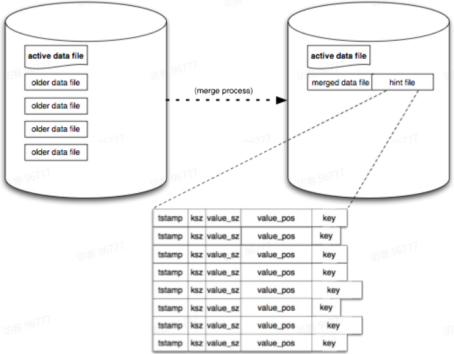 active data file
older data file
older data file
older data file
older data file
(merge process)
active data file
merged data file hint file
tstamp ksz value_sz value_pos key
tstamp ksz value_sz value_pos key
tstamp ksz value_sz value_pos key
tstamp ksz value_sz value_pos key
tstamp ksz value_sz value_pos key
tstamp ksz value_sz value_pos key
tstamp ksz value_sz value_pos key
tstamp ksz value_sz value_pos key